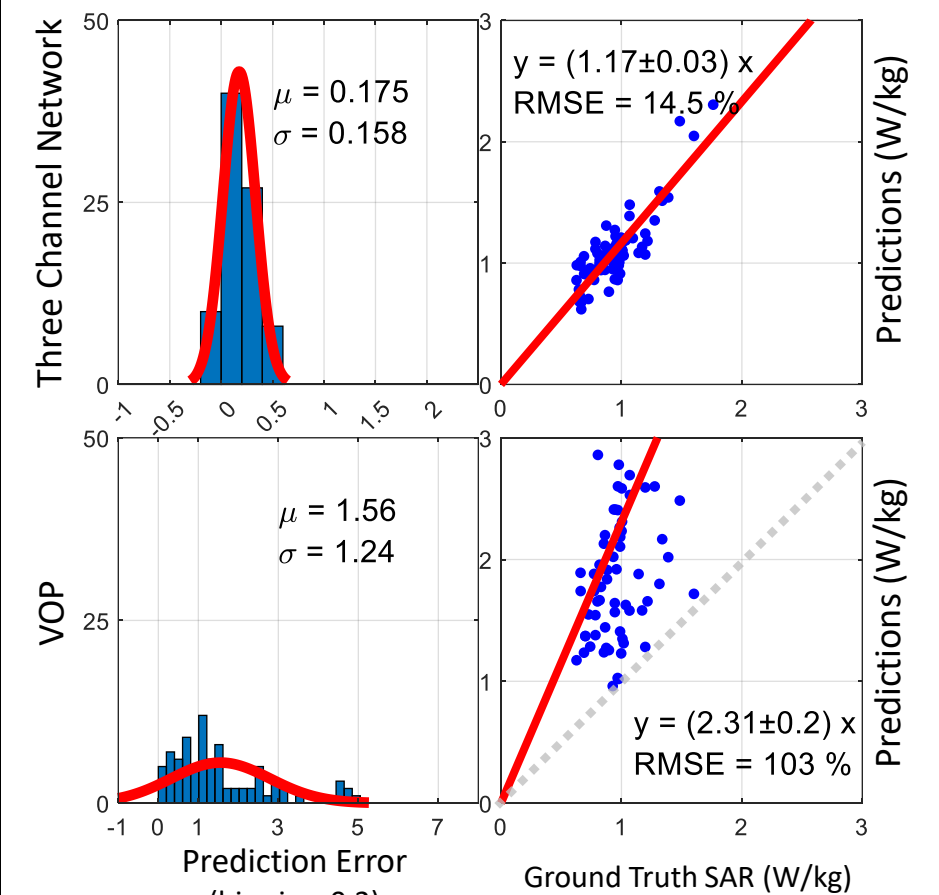 Three Channel Network
50
25
0
-1
-0.5
0
0.5
1
1.5
2
μ = 0.175
σ = 0.158
3
2
1
0
0
1
2
3
y = (1.17±0.03) x
RMSE = 14.5 %
Predictions (W/kg)
VOP
50
25
0
-1
0
1
3
5
7
μ = 1.56
σ = 1.24
Prediction Error
3
2
1
0
0
1
2
3
y = (2.31±0.2) x
RMSE = 103 %
Predictions (W/kg)
Ground Truth SAR (W/kg)